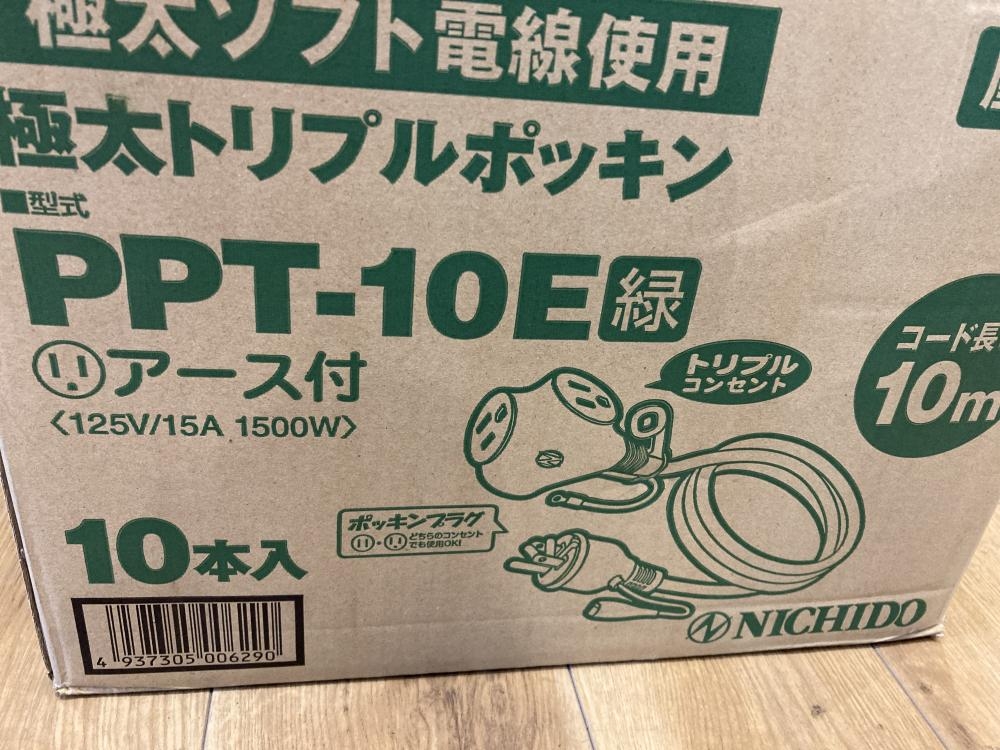 極太ソフト電線使用
極太トリプルポッキン
■型式
PPT-10E 緑
アース付
〈125V/15A 1500W〉
トリプル
コンセント
コード長
10m
ポッキンプラグ
どちらのコンセント
でも使用OK!
10本入
4 937305 006290
NICHIDO